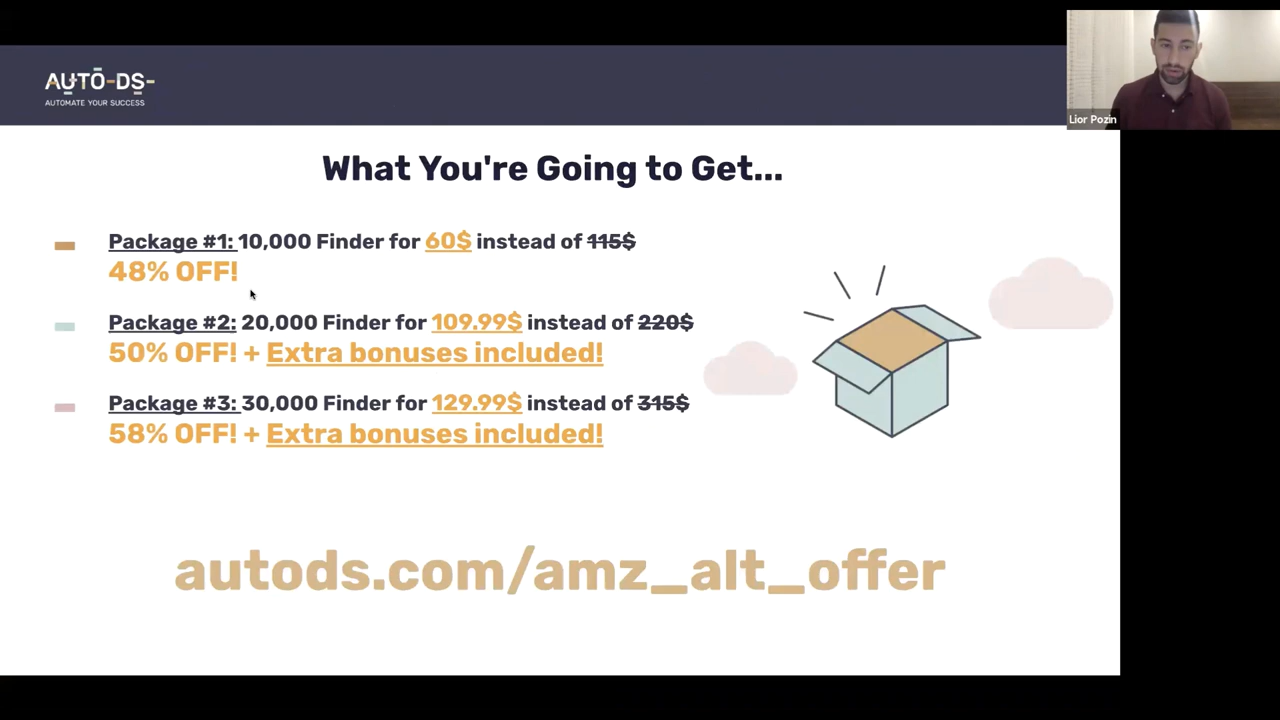 AUTO-DS-
AUTOMATE YOUR SUCCESS
Lior Pozin
What You're Going to Get...
Package #1: 10,000 Finder for 60$ instead of 115$
48% OFF!
Package #2: 20,000 Finder for 109.99$ instead of 220$
50% OFF! + Extra bonuses included!
Package #3: 30,000 Finder for 129.99$ instead of 315$
58% OFF! + Extra bonuses included!
autods.com/amz_alt_offer